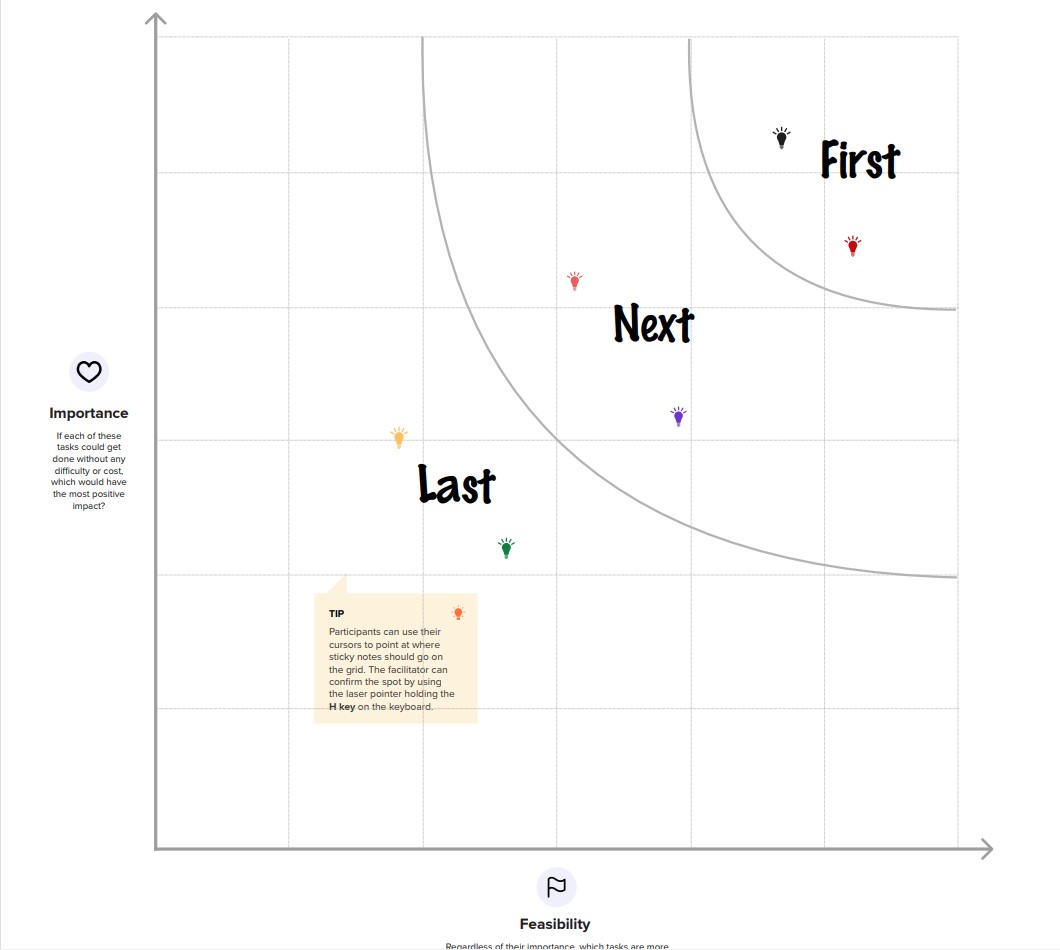 First
Next
Importance
If each of these
tasks could get
done without any
difficulty or cost,
which would have
the most positive
impact?
Last
TIP
Participants can use their
cursors to point at where
sticky notes should go on
the grid. The facilitator can
confirm the spot by using
the laser pointer holding the
H key on the keyboard.
Feasibility
Regardless of their importance, which tasks are more